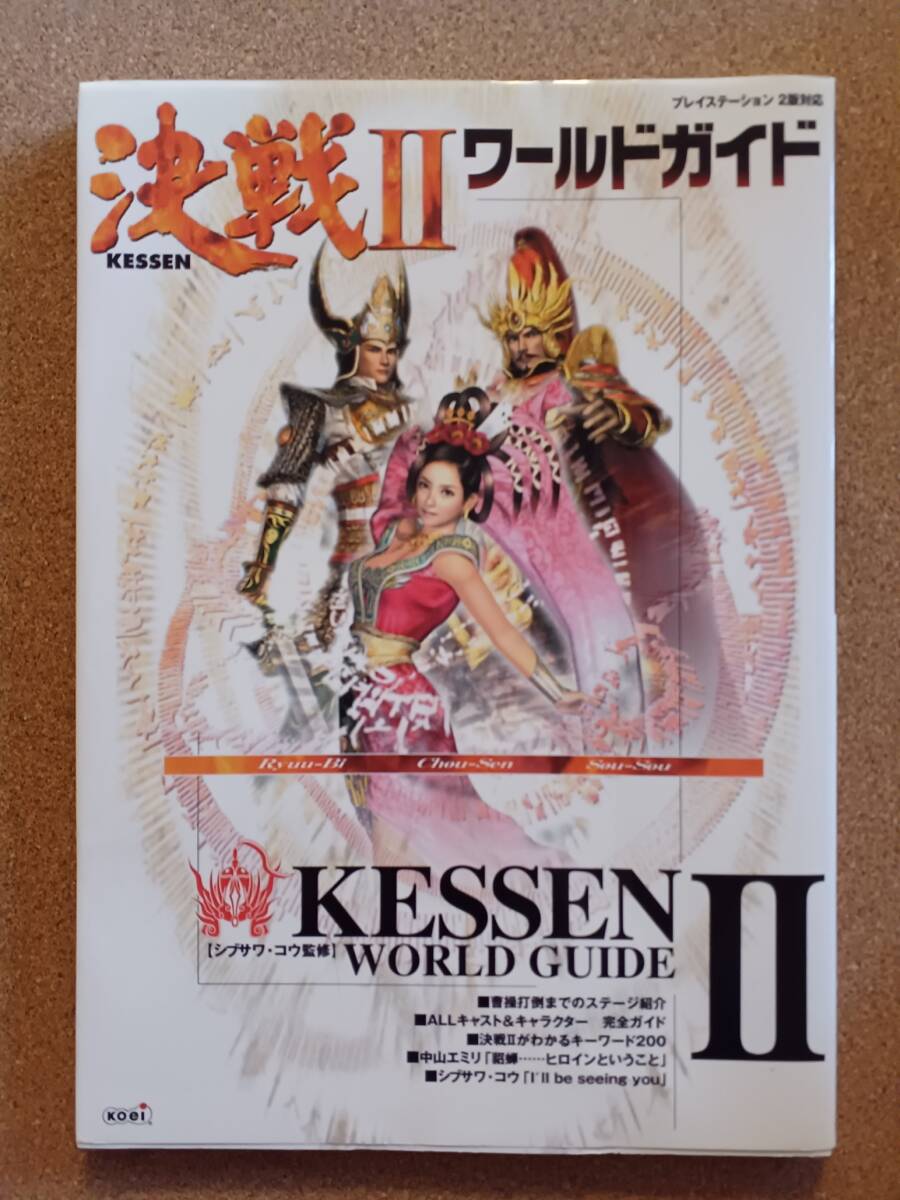 プレイステーション 2版対応
決戦II ワールドガイド
KESSEN
Ryuu-Bi Chou-Sen Sou-Sou
KESSEN II
【シブサワ・コウ監修】 WORLD GUIDE
■曹操打倒までのステージ紹介
■ALLキャスト&キャラクター 完全ガイド
■決戦IIがわかるキーワード200
■中山エミリ「貂蝉……ヒロインということ」
■シブサワ・コウ「I'll be seeing you」
koei